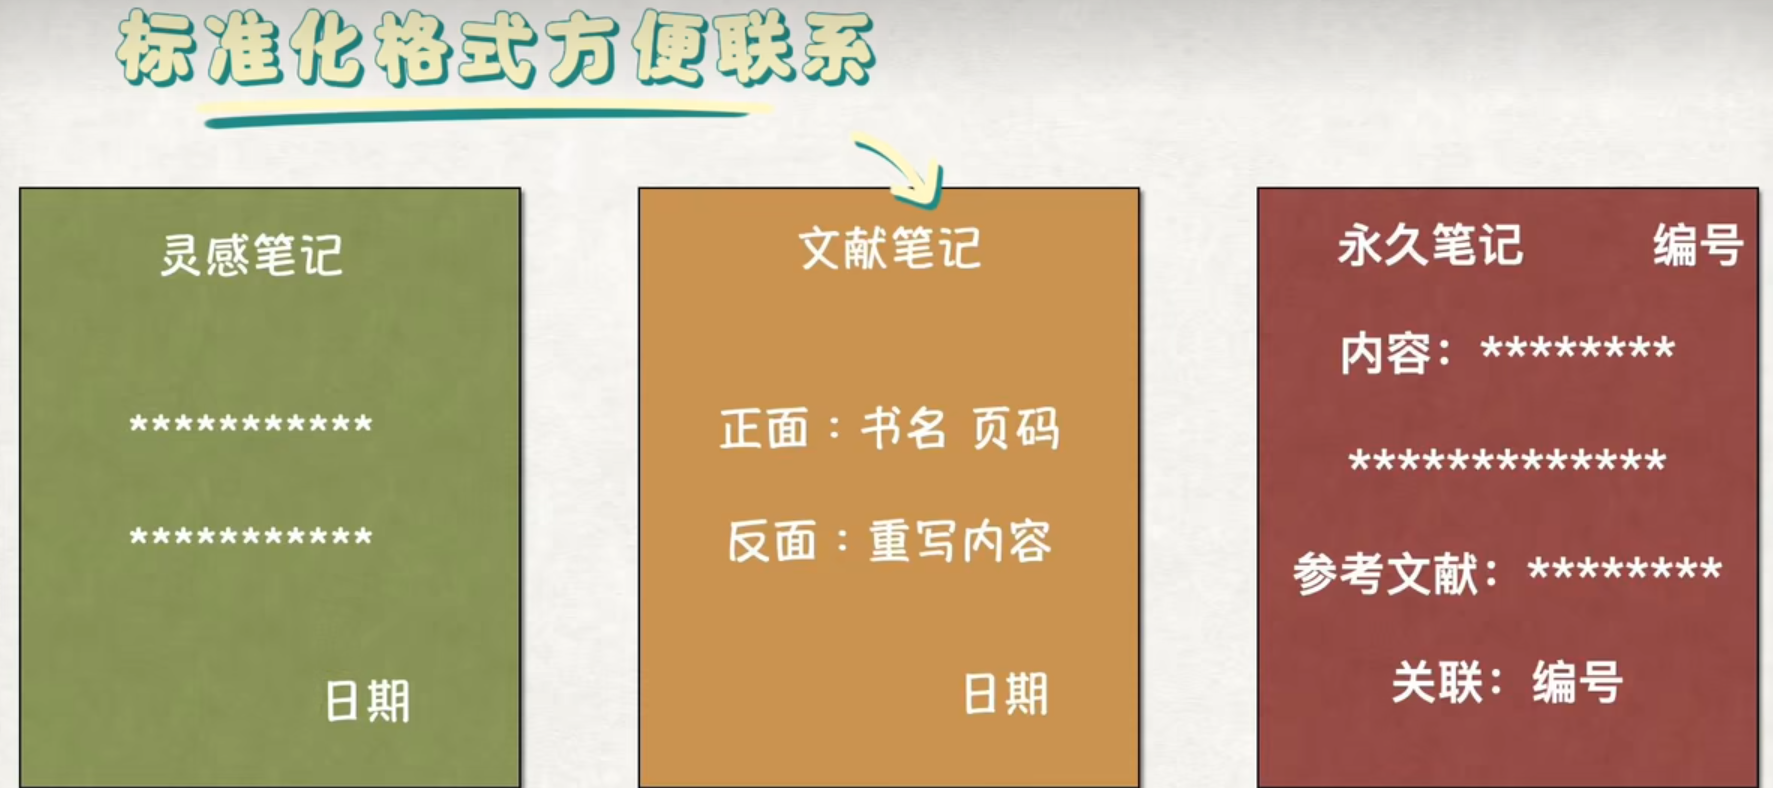 标准化格式方便联系
灵感笔记
***********
***********
日期
文献笔记
正面：书名 页码
反面：重写内容
日期
永久笔记 编号
内容：********
*************
参考文献：********
关联：编号